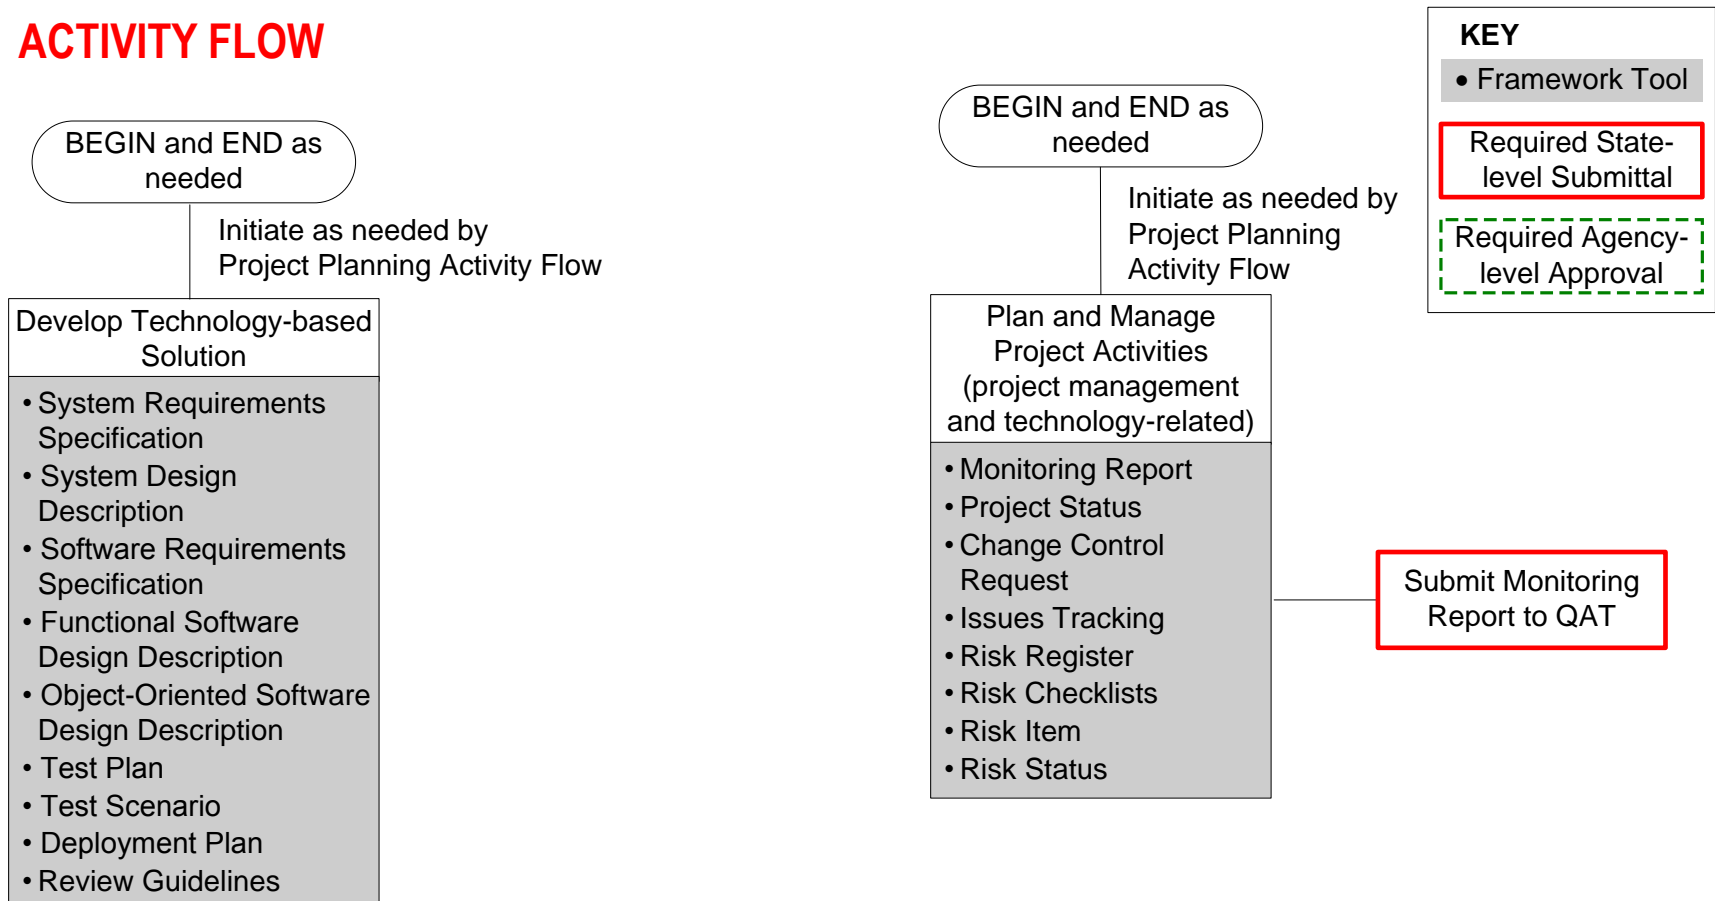 ACTIVITY FLOW
BEGIN and END as
needed
Initiate as needed by
Project Planning Activity Flow
Develop Technology-based
Solution
• System Requirements
Specification
• System Design
Description
• Software Requirements
Specification
• Functional Software
Design Description
• Object-Oriented Software
Design Description
• Test Plan
• Test Scenario
• Deployment Plan
• Review Guidelines
BEGIN and END as
needed
Initiate as needed by
Project Planning
Activity Flow
Plan and Manage
Project Activities
(project management
and technology-related)
• Monitoring Report
• Project Status
• Change Control
Request
• Issues Tracking
• Risk Register
• Risk Checklists
• Risk Item
• Risk Status
Submit Monitoring
Report to QAT
KEY
• Framework Tool
Required State-
level Submittal
Required Agency-
level Approval